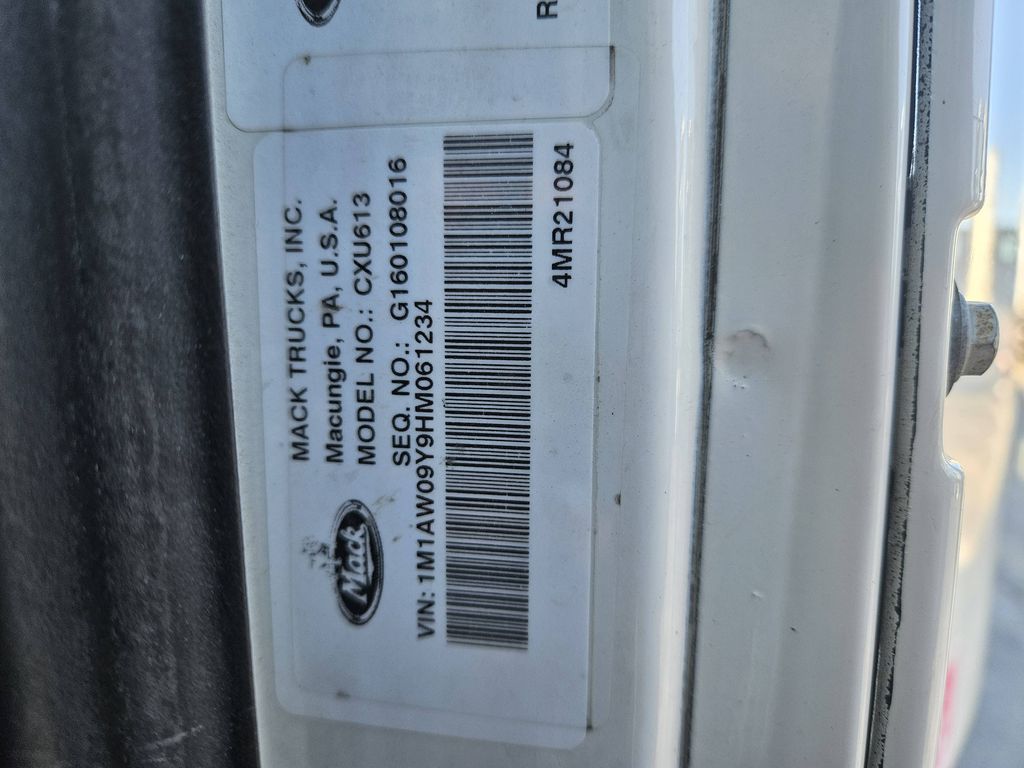 R
MACK TRUCKS, INC.
Macungie, PA, U.S.A.
MODEL NO.: CXU613
SEQ. NO.: G160108016
Mack
VIN: 1M1AW09Y9HM061234
4MR21084